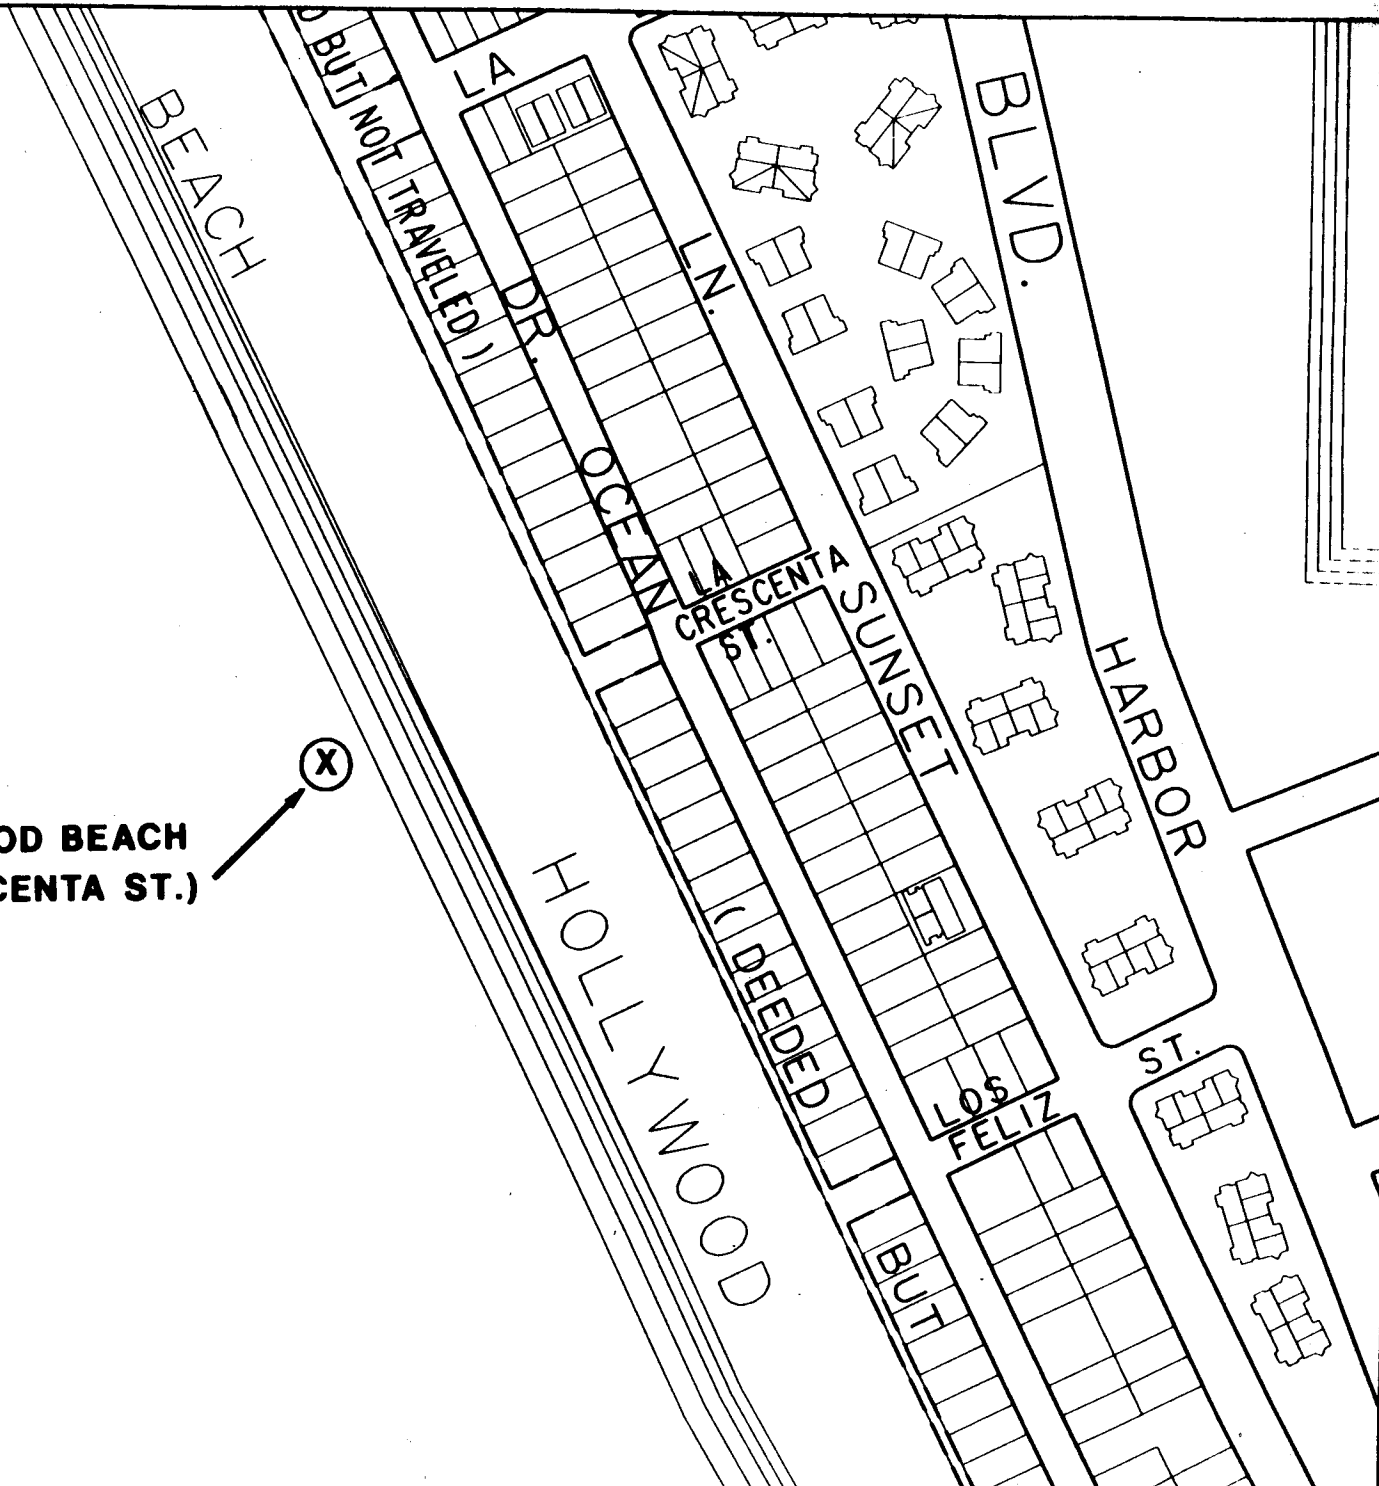 LA
BEACH
BUT NOT TRAVELED )
BLVD.
LN.
DR.
OCEAN
LA
CRESCENTA
ST.
SUNSET
HARBOR
X
OD BEACH
CENTA ST.)
HOLLYWOOD
( DEEDED
BUT
ST.
LOS
FELIZ